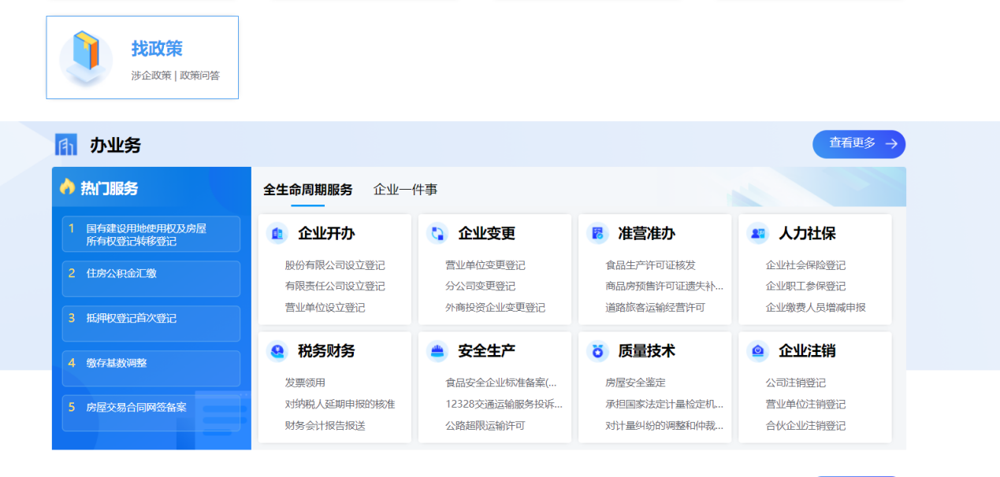 找政策
涉企政策 | 政策问答
办业务
查看更多 →
热门服务
1 国有建设用地使用权及房屋
所有权登记转移登记
2 住房公积金汇缴
3 抵押权登记首次登记
4 缴存基数调整
5 房屋交易合同网签备案
全生命周期服务 企业一件事
企业开办
股份有限公司设立登记
有限责任公司设立登记
营业单位设立登记
企业变更
营业单位变更登记
分公司变更登记
外商投资企业变更登记
准营准办
食品生产许可证核发
商品房预售许可证遗失补...
道路旅客运输经营许可
人力社保
企业社会保险登记
企业职工参保登记
企业缴费人员增减申报
税务财务
发票领用
对纳税人延期申报的核准
财务会计报告报送
安全生产
食品安全企业标准备案(...
12328交通运输服务投诉...
公路超限运输许可
质量技术
房屋安全鉴定
承担国家法定计量检定机...
对计量纠纷的调整和仲裁...
企业注销
公司注销登记
营业单位注销登记
合伙企业注销登记